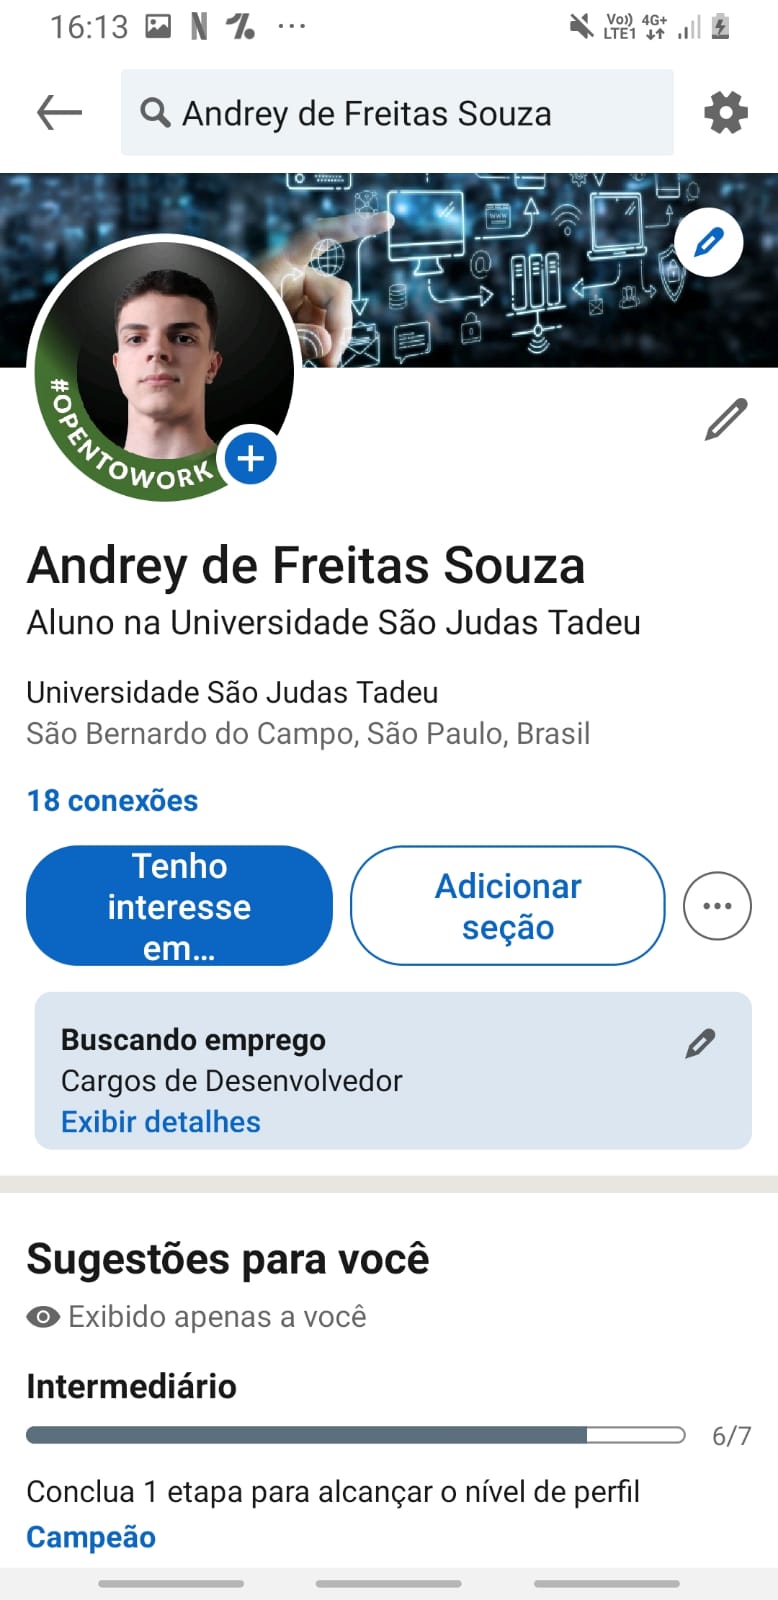 16:13
Vo)) 4G+
LTE1
Andrey de Freitas Souza
www
@
#OPENTOWORK
Andrey de Freitas Souza
Aluno na Universidade São Judas Tadeu
Universidade São Judas Tadeu
São Bernardo do Campo, São Paulo, Brasil
18 conexões
Tenho
interesse
em...
Adicionar
seção
Buscando emprego
Cargos de Desenvolvedor
Exibir detalhes
Sugestões para você
Exibido apenas a você
Intermediário
6/7
Conclua 1 etapa para alcançar o nível de perfil
Campeão